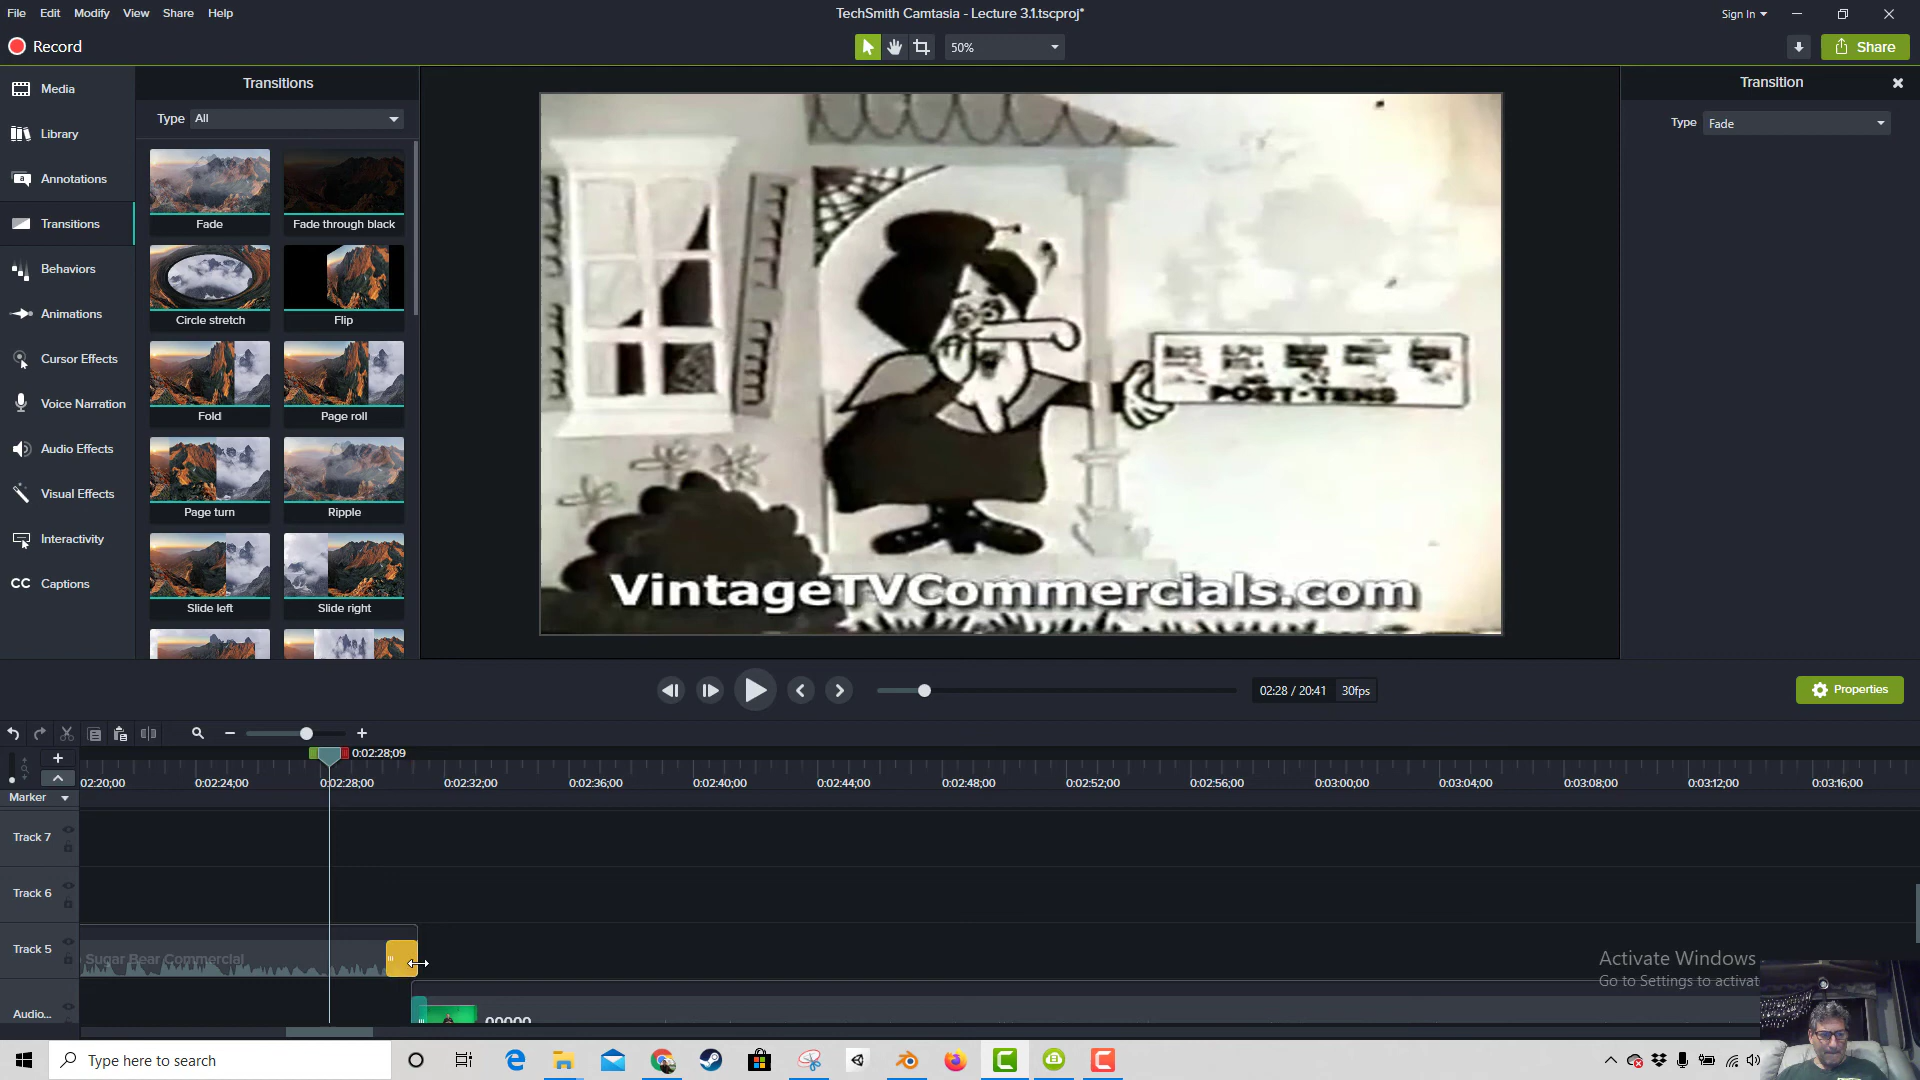 File Edit Modify View Share Help
TechSmith Camtasia - Lecture 3.1.tscproj*
Sign In
Record
50%
Share
Media
Library
Annotations
Transitions
Behaviors
Animations
Cursor Effects
Voice Narration
Audio Effects
Visual Effects
Interactivity
CC Captions
Transitions
Type All
Fade
Fade through black
Circle stretch
Flip
Fold
Page roll
Page turn
Ripple
Slide left
Slide right
POST-TENS
VintageTVCommercials.com
Transition
Type Fade
02:28 / 20:41 30fps
Properties
0:02:28;09
02:20;00 0:02:24;00 0:02:28;00 0:02:32;00 0:02:36;00 0:02:40;00 0:02:44;00 0:02:48;00 0:02:52;00 0:02:56;00 0:03:00;00 0:03:04;00 0:03:08;00 0:03:12;00 0:03:16;00
Marker
Track 7
Track 6
Track 5
Sugar Bear Commercial
Audio...
00000
Activate Windows
Go to Settings to activat
Type here to search